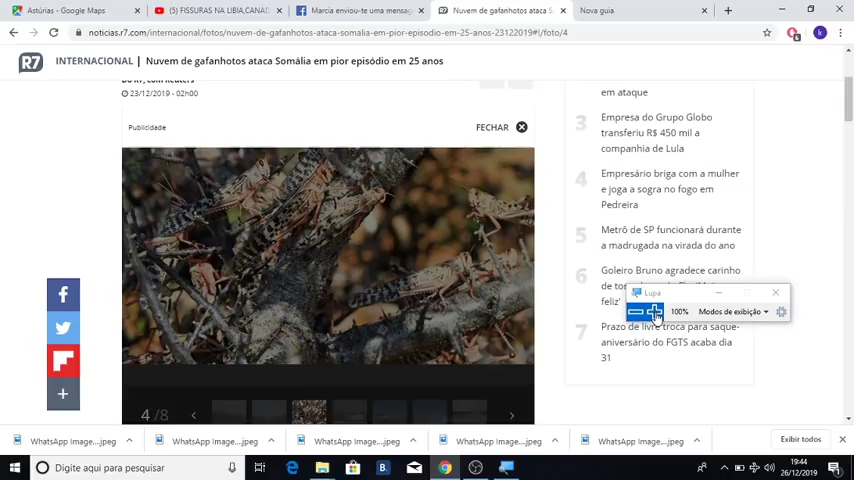 Astúrias - Google Maps
(5) FISSURAS NA LIBIA,CANAD
Marcia enviou-te uma mensag
Nuvem de gafanhotos ataca S
Nova guia
noticias.r7.com/internacional/fotos/nuvem-de-gafanhotos-ataca-somalia-em-pior-episodio-em-25-anos-23122019#!/foto/4
R7
INTERNACIONAL | Nuvem de gafanhotos ataca Somália em pior episódio em 25 anos
Do R7, com Reuters
23/12/2019 - 02h00
Publicidade
FECHAR
4 /8
em ataque
3
Empresa do Grupo Globo
transferiu R$ 450 mil a
companhia de Lula
4
Empresário briga com a mulher
e joga a sogra no fogo em
Pedreira
5
Metrô de SP funcionará durante
a madrugada na virada do ano
6
Goleiro Bruno agradece carinho
de
feliz'
7
Prazo de livre troca para saque-
aniversário do FGTS acaba dia
31
Lupa
100%
Modos de exibição
WhatsApp Image....jpeg
WhatsApp Image....jpeg
WhatsApp Image....jpeg
WhatsApp Image....jpeg
WhatsApp Image....jpeg
Exibir todos
Digite aqui para pesquisar
19:44
26/12/2019